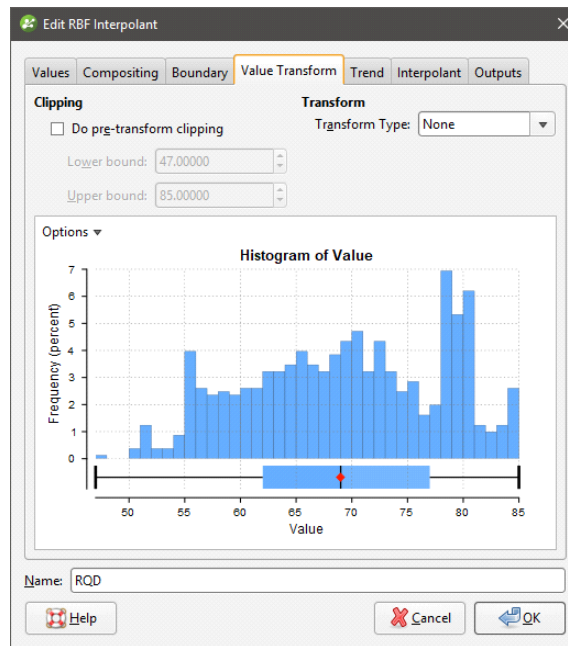 Edit RBF Interpolant
Values Compositing Boundary Value Transform Trend Interpolant Outputs
Clipping
Do pre-transform clipping
Lower bound: 47.00000
Upper bound: 85.00000
Transform
Transform Type: None
Options
Histogram of Value
Frequency (percent)
7
6
5
4
3
2
1
0
50 55 60 65 70 75 80 85
Value
Name: RQD
Help Cancel OK